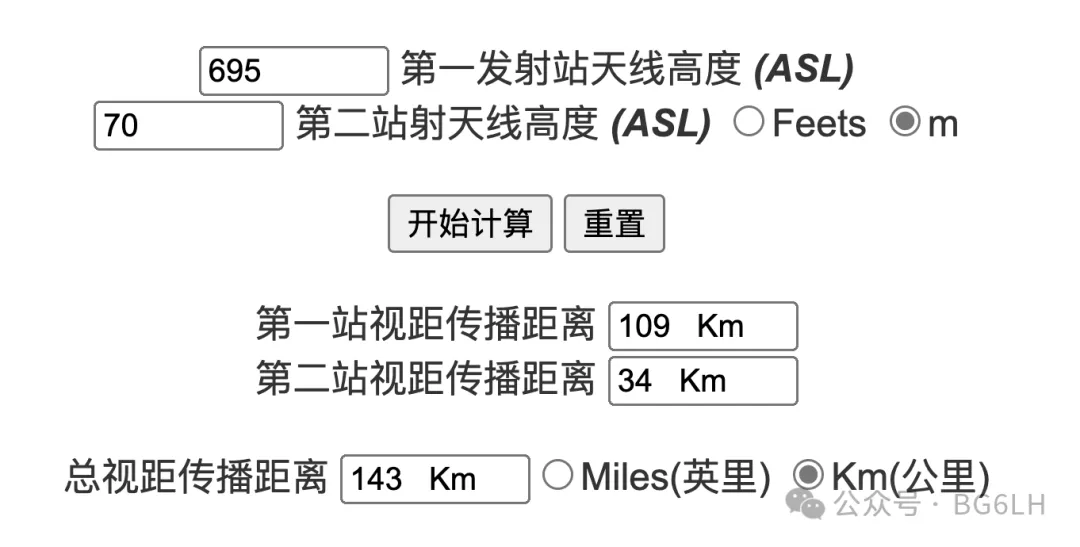 695 第一发射站天线高度 (ASL)
70 第二站射天线高度 (ASL) Feets m
开始计算 重置
第一站视距传播距离 109 Km
第二站视距传播距离 34 Km
总视距传播距离 143 Km Miles(英里) Km(公里)
公众号 · BG6LH